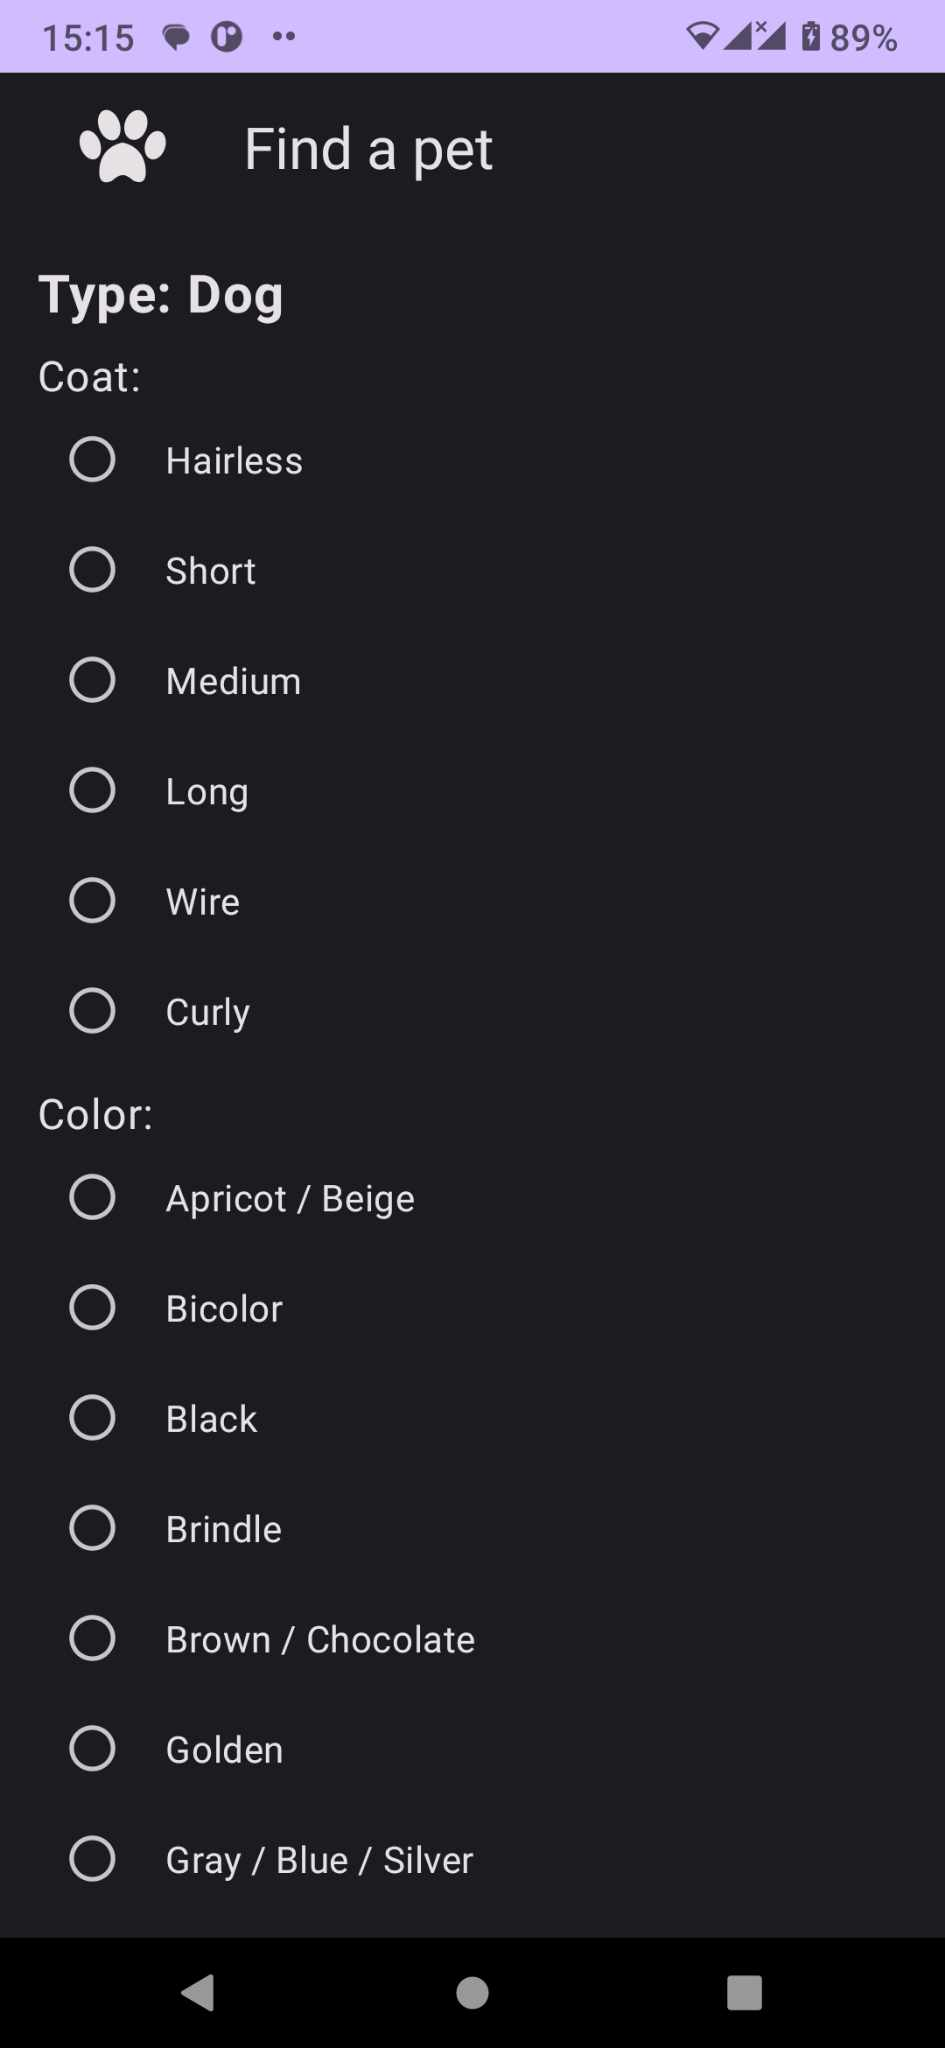 15:15 89%
Find a pet
Type: Dog
Coat:
Hairless
Short
Medium
Long
Wire
Curly
Color:
Apricot / Beige
Bicolor
Black
Brindle
Brown / Chocolate
Golden
Gray / Blue / Silver